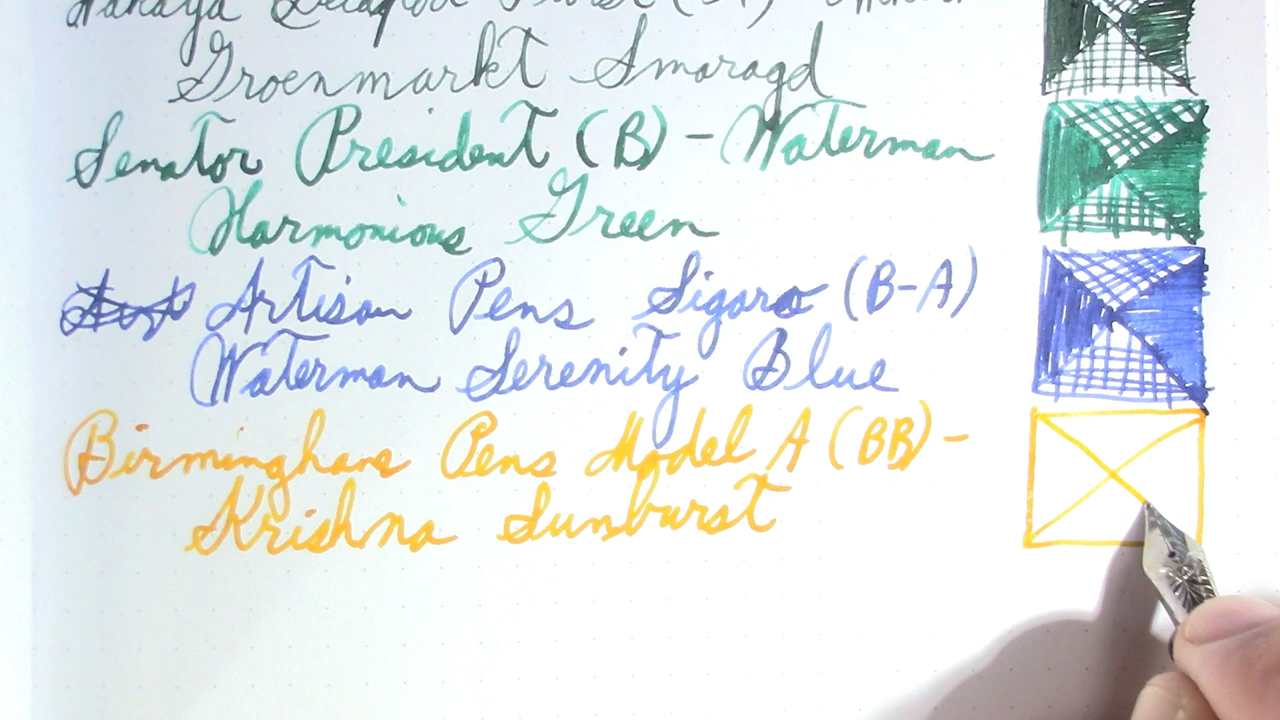 Groenmarkt Smaragd
Senator President (B) - Waterman
Harmonious Green
Artisan Pens Sigaro (B-A)
Waterman Serenity Blue
Birmingham Pens Model A (BB) -
Krishna Sunburst